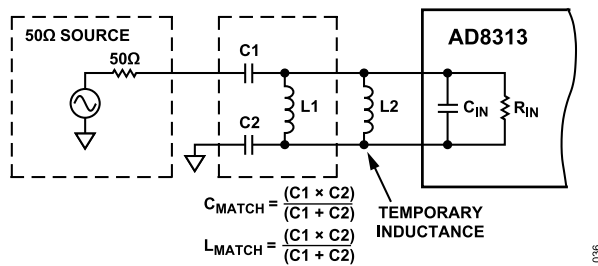 50Ω SOURCE
50Ω
C1
C2
L1
L2
AD8313
CIN
RIN
CMATCH = (C1 × C2)
(C1 + C2)
LMATCH = (C1 × C2)
(C1 + C2)
TEMPORARY
INDUCTANCE
036